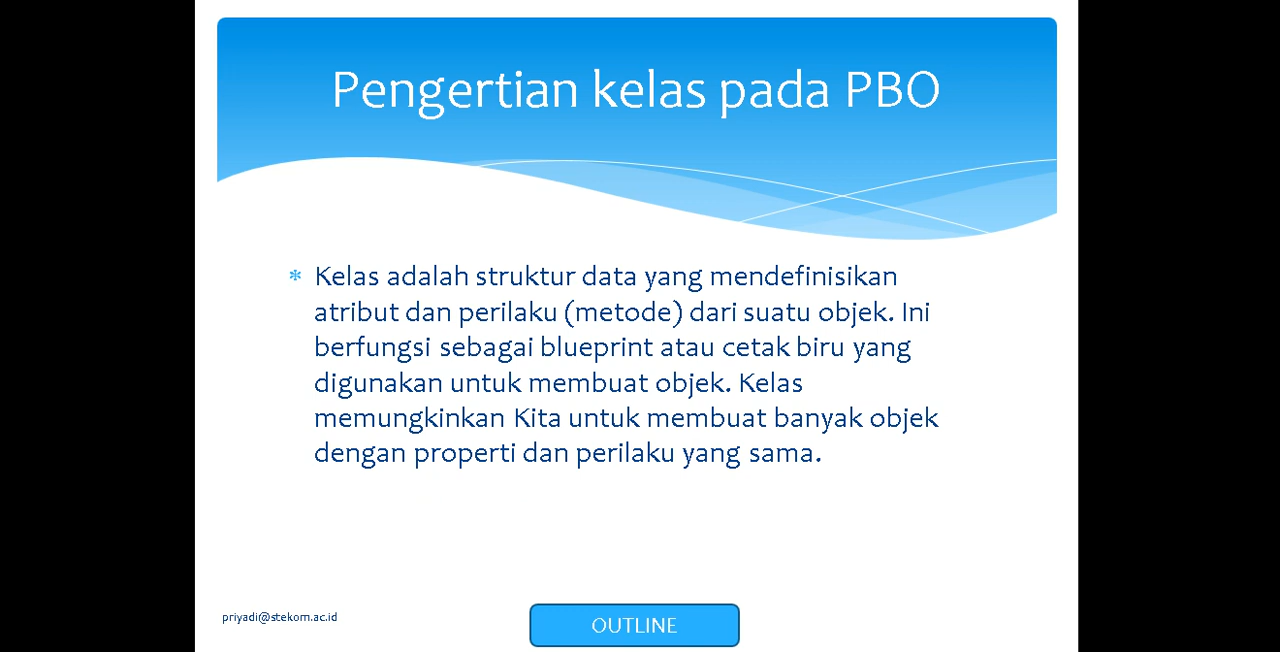 Pengertian kelas pada PBO
* Kelas adalah struktur data yang mendefinisikan
atribut dan perilaku (metode) dari suatu objek. Ini
berfungsi sebagai blueprint atau cetak biru yang
digunakan untuk membuat objek. Kelas
memungkinkan Kita untuk membuat banyak objek
dengan properti dan perilaku yang sama.
priyadi@stekom.ac.id
OUTLINE